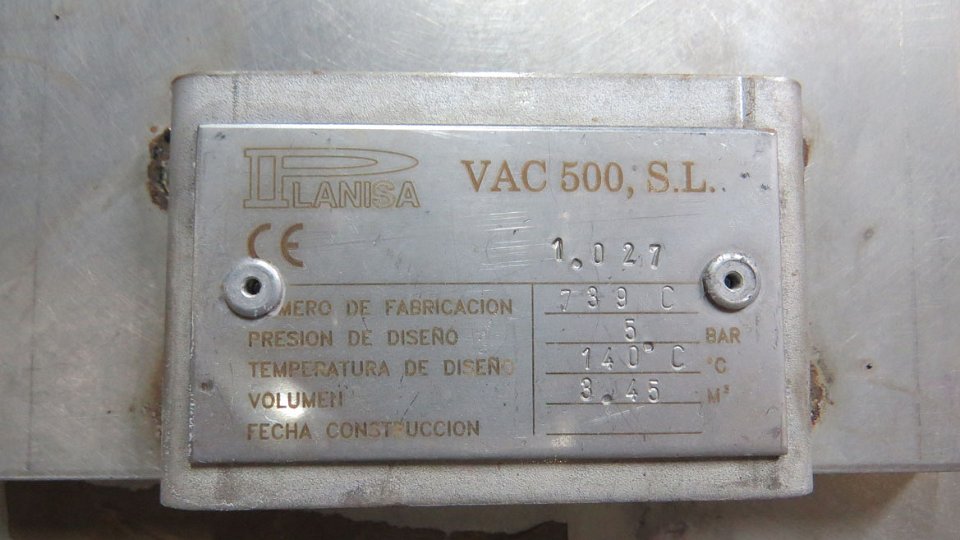 PLANISA VAC 500, S.L.
CE
1.027
NUMERO DE FABRICACION 739 C
PRESION DE DISEÑO 5 BAR
TEMPERATURA DE DISEÑO 140°C °C
VOLUMEN 3.45 M³
FECHA CONSTRUCCION